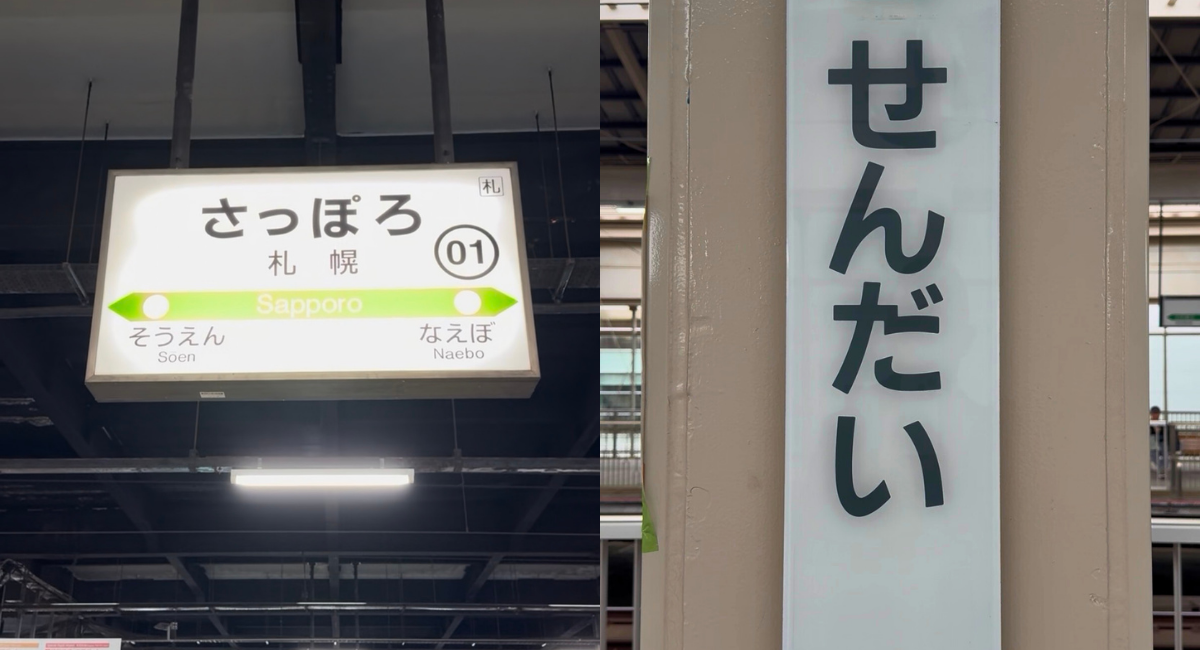 札
さっぽろ
札幌
01
Sapporo
そうえん なえぼ
Soen Naebo
せんだい